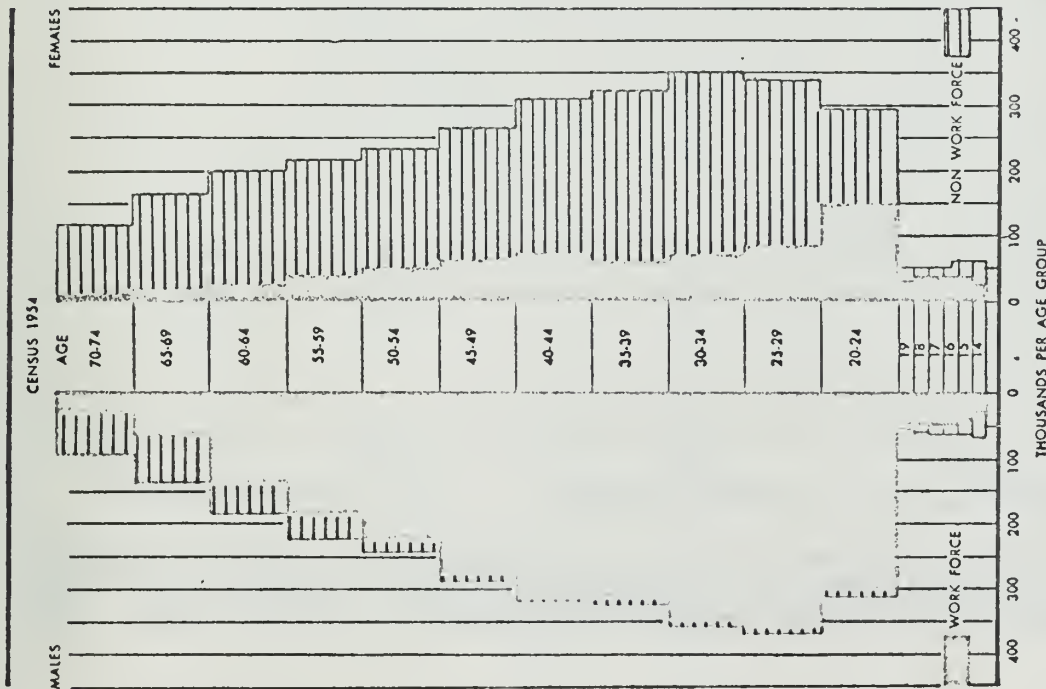 CENSUS 1954
MALES
AGE
FEMALES
70-74
65-69
60-64
55-59
50-54
45-49
40-44
35-39
30-34
25-29
20-24
19
18
17
16
15
14
WORK FORCE
NON WORK FORCE
400 300 200 100 0 0 100 200 300 400
THOUSANDS PER AGE GROUP